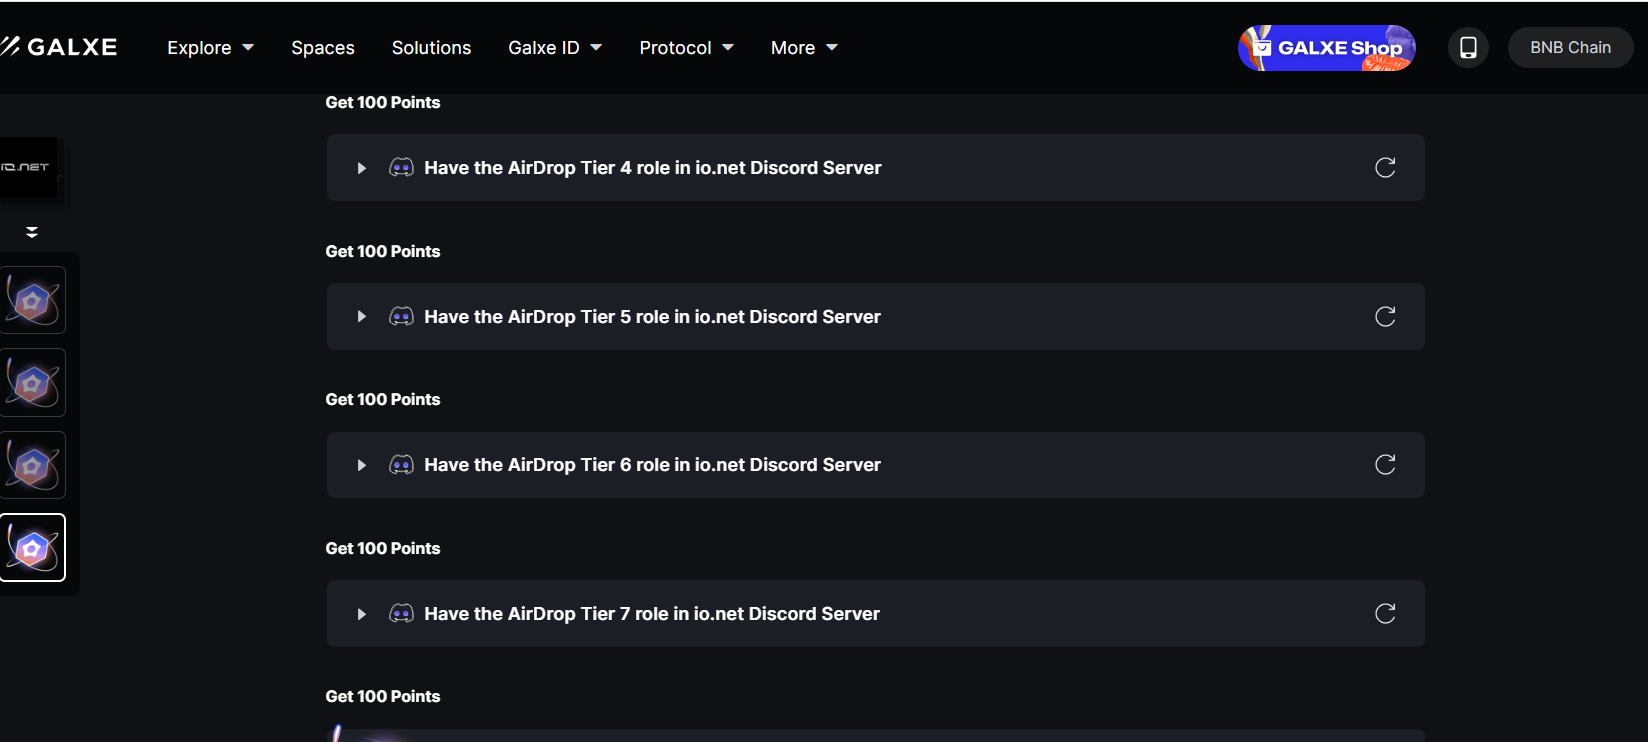 GALXE
Explore
Spaces
Solutions
Galxe ID
Protocol
More
GALXE Shop
BNB Chain
io.net
Get 100 Points
Have the AirDrop Tier 4 role in io.net Discord Server
Get 100 Points
Have the AirDrop Tier 5 role in io.net Discord Server
Get 100 Points
Have the AirDrop Tier 6 role in io.net Discord Server
Get 100 Points
Have the AirDrop Tier 7 role in io.net Discord Server
Get 100 Points